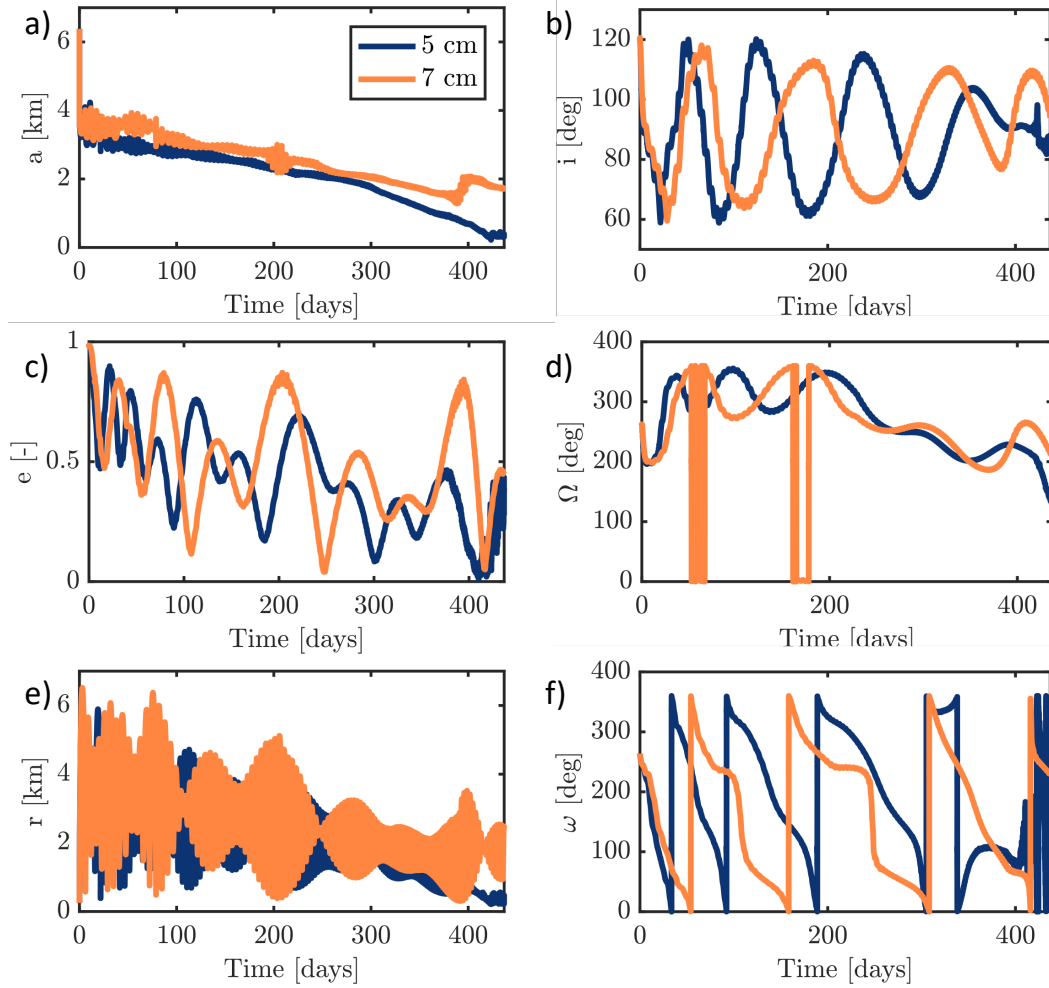 a)
6
4
2
0
a [km]
5 cm
7 cm
0 100 200 300 400
Time [days]
b)
120
100
80
60
i [deg]
0 200 400
Time [days]
c)
1
0.5
0
e [-]
0 100 200 300 400
Time [days]
d)
400
300
200
100
0
Ω [deg]
0 200 400
Time [days]
e)
6
4
2
0
r [km]
0 100 200 300 400
Time [days]
f)
400
300
200
100
0
ω [deg]
0 200 400
Time [days]